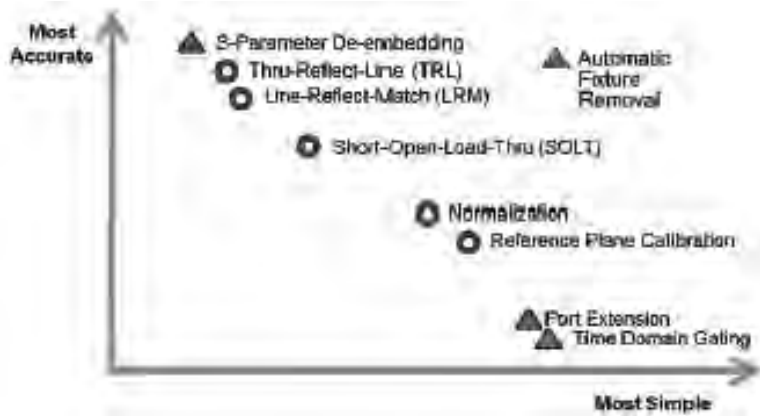 Most
Accurate
S-Parameter De-embedding
Thru-Reflect-Line (TRL)
Line-Reflect-Match (LRM)
Automatic
Fixture
Removal
Short-Open-Load-Thru (SOLT)
Normalization
Reference Plane Calibration
Port Extension
Time Domain Gating
Most Simple